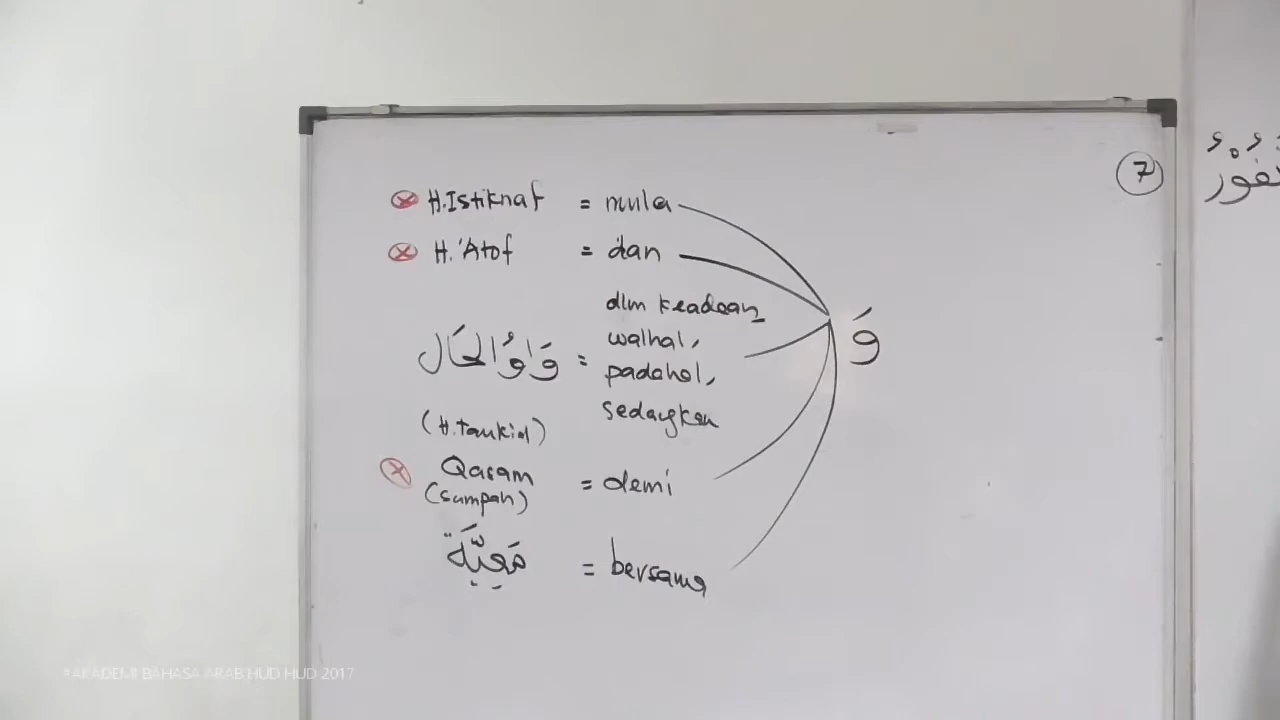 7
H.Istiknaf = mula
H.'Atof = dan
dlm keadaan
walhal,
وَاوُ الحَال =
padahal,
sedangkan
وَ
(H.taukid)
Qasam = demi
(sumpah)
مَعِيَّة = bersama
#AKADEMI BAHASA ARAB HUD HUD 2017